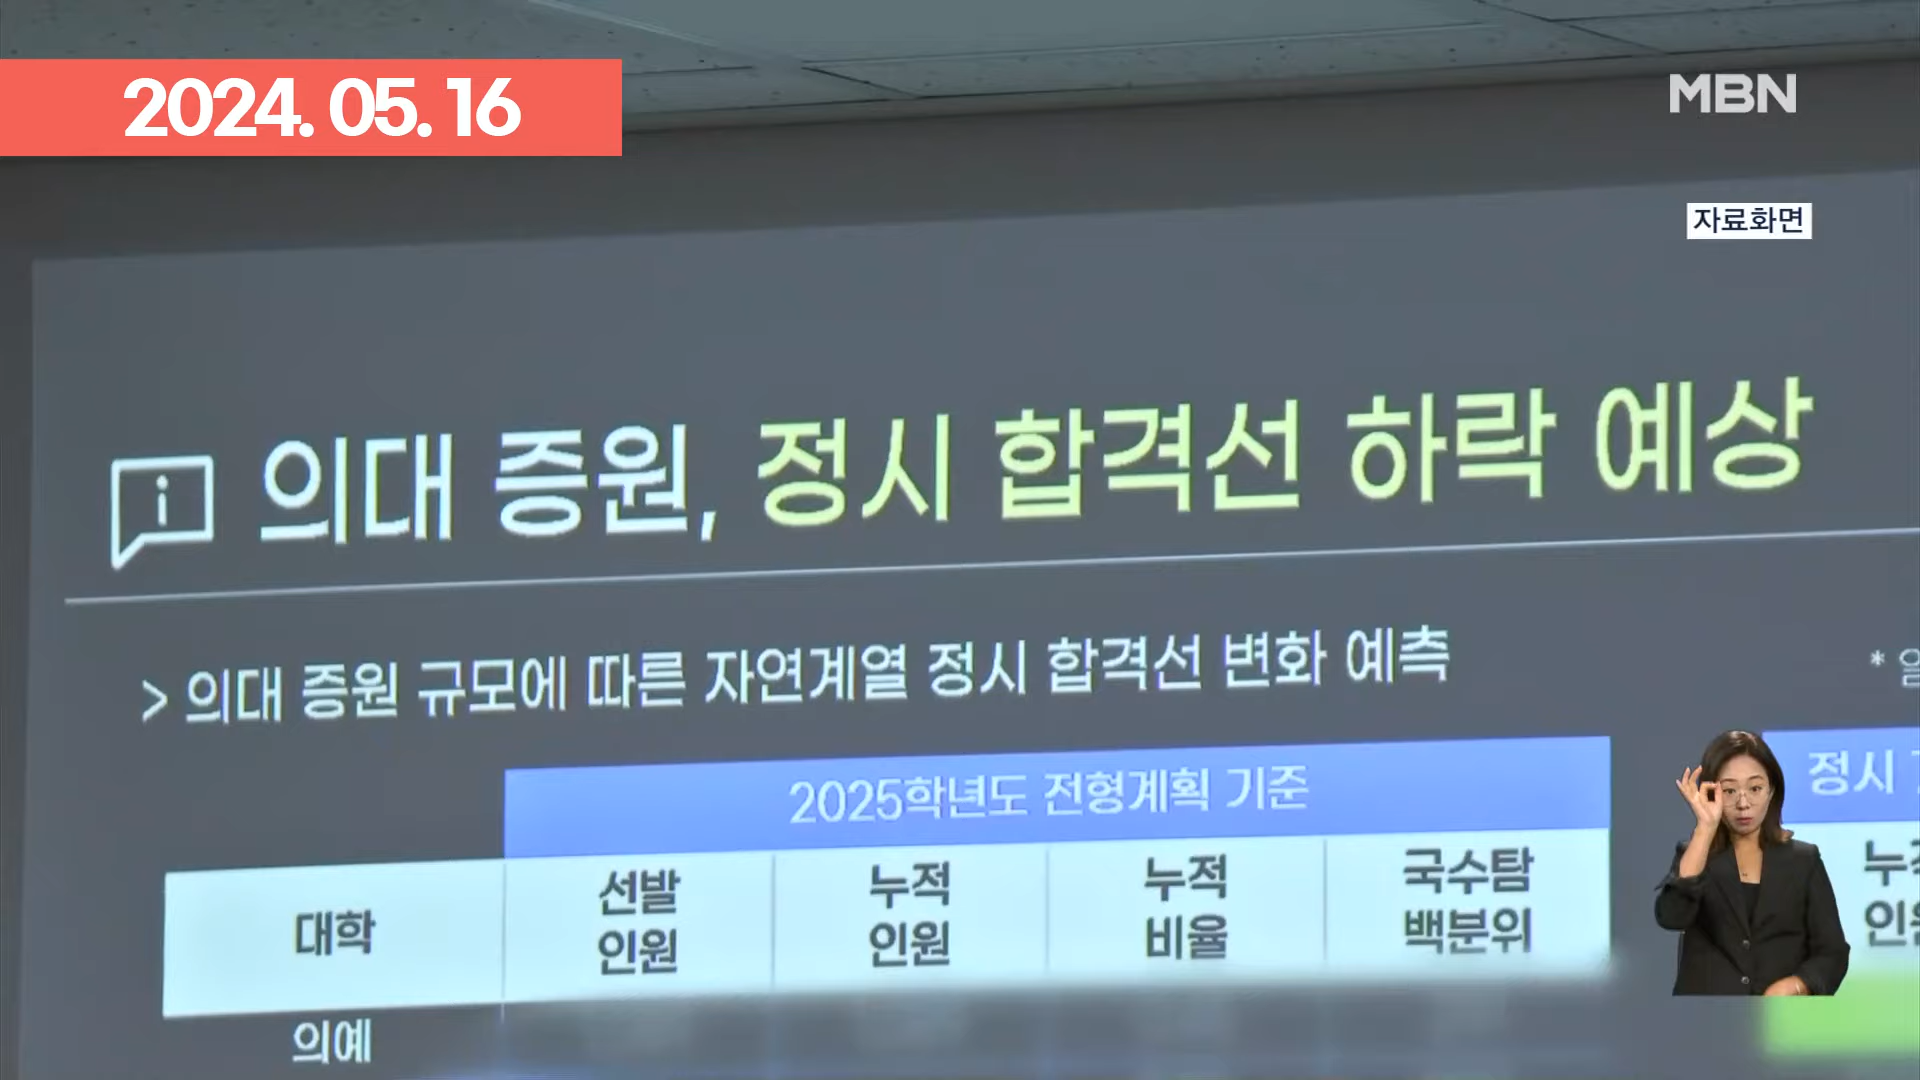 2024. 05. 16
MBN
자료화면
i
의대 증원, 정시 합격선 하락 예상
> 의대 증원 규모에 따른 자연계열 정시 합격선 변화 예측
*
2025학년도 전형계획 기준
정시
대학
선발
인원
누적
인원
누적
비율
국수탐
백분위
의예